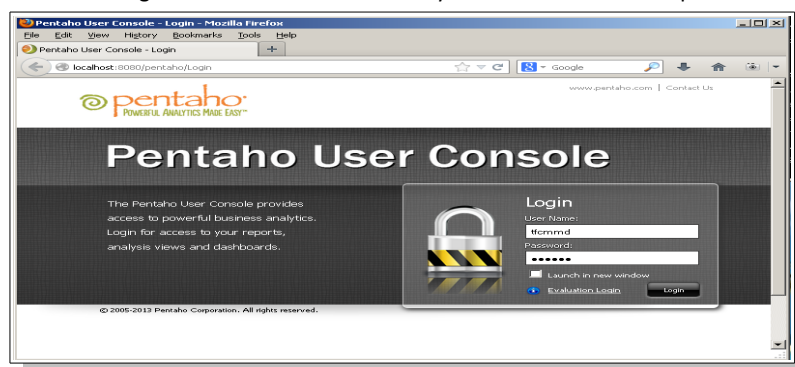 Pentaho User Console - Login - Mozilla Firefox
File Edit View History Bookmarks Tools Help
Pentaho User Console - Login
localhost:8080/pentaho/Login
Google
www.pentaho.com | Contact Us
pentaho
POWERFUL ANALYTICS MADE EASY™
Pentaho User Console
The Pentaho User Console provides
access to powerful business analytics.
Login for access to your reports,
analysis views and dashboards.
Login
User Name:
tfcmmd
Password:
••••••
Launch in new window
Evaluation Login
Login
© 2005-2013 Pentaho Corporation. All rights reserved.